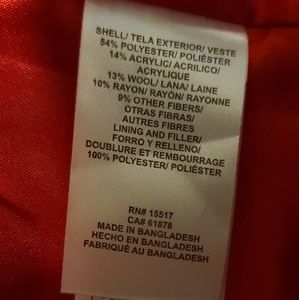 SHELL/ TELA EXTERIOR/ VESTE
54% POLYESTER/ POLIÉSTER
14% ACRYLIC/ ACRILICO/
ACRYLIQUE
13% WOOL/ LANA/ LAINE
10% RAYON/ RAYÓN/ RAYONNE
9% OTHER FIBERS/
OTRAS FIBRAS/
AUTRES FIBRES
LINING AND FILLER/
FORRO Y RELLENO/
DOUBLURE ET REMBOURRAGE
100% POLYESTER/ POLIÉSTER
RN# 15517
CA# 61878
MADE IN BANGLADESH
HECHO EN BANGLADESH
FABRIQUÉ AU BANGLADESH